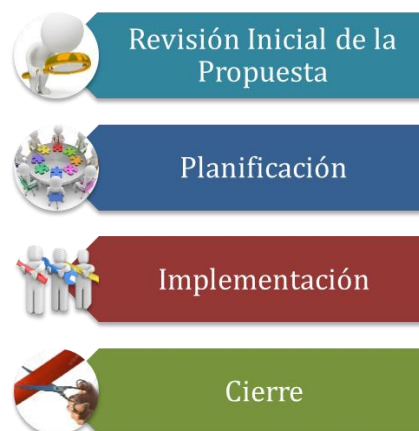 Revisión Inicial de la
Propuesta
Planificación
Implementación
Cierre